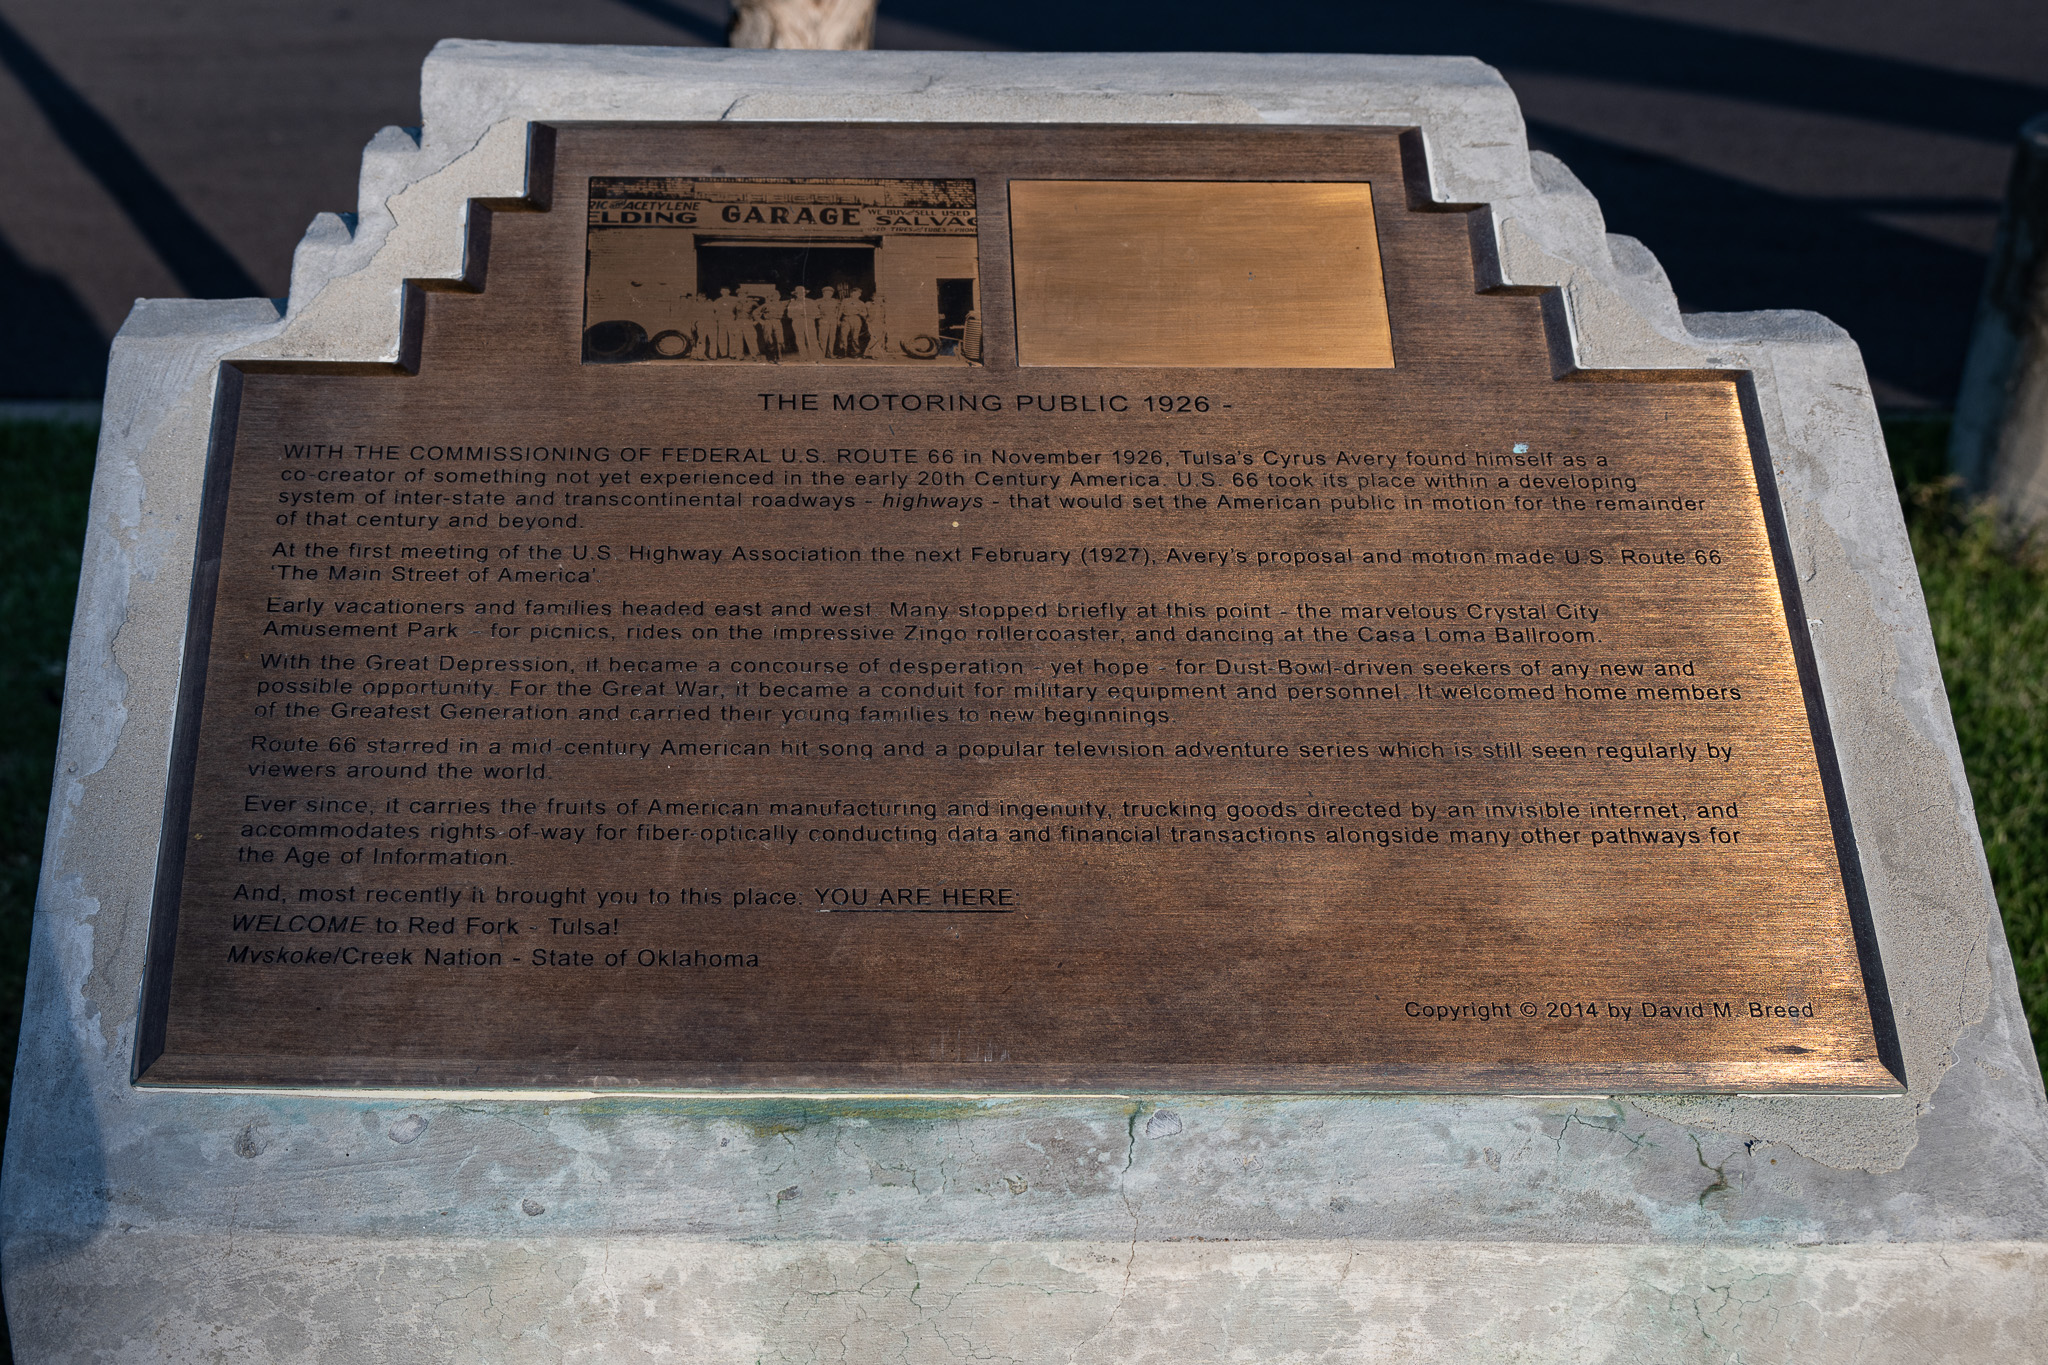 RIC AND ACETYLENE
ELDING
GARAGE
WE BUY AND SELL USED
SALVAG
THE MOTORING PUBLIC 1926 -
WITH THE COMMISSIONING OF FEDERAL U.S. ROUTE 66 in November 1926, Tulsa's Cyrus Avery found himself as a
co-creator of something not yet experienced in the early 20th Century America. U.S. 66 took its place within a developing
system of inter-state and transcontinental roadways - highways - that would set the American public in motion for the remainder
of that century and beyond.
At the first meeting of the U.S. Highway Association the next February (1927), Avery's proposal and motion made U.S. Route 66
'The Main Street of America'.
Early vacationers and families headed east and west. Many stopped briefly at this point - the marvelous Crystal City
Amusement Park - for picnics, rides on the impressive Zingo rollercoaster, and dancing at the Casa Loma Ballroom.
With the Great Depression, it became a concourse of desperation - yet hope - for Dust-Bowl-driven seekers of any new and
possible opportunity. For the Great War, it became a conduit for military equipment and personnel. It welcomed home members
of the Greatest Generation and carried their young families to new beginnings.
Route 66 starred in a mid-century American hit song and a popular television adventure series which is still seen regularly by
viewers around the world.
Ever since, it carries the fruits of American manufacturing and ingenuity, trucking goods directed by an invisible internet, and
accommodates rights-of-way for fiber-optically conducting data and financial transactions alongside many other pathways for
the Age of Information.
And, most recently it brought you to this place: YOU ARE HERE:
WELCOME to Red Fork - Tulsa!
Mvskoke/Creek Nation - State of Oklahoma
Copyright © 2014 by David M. Breed